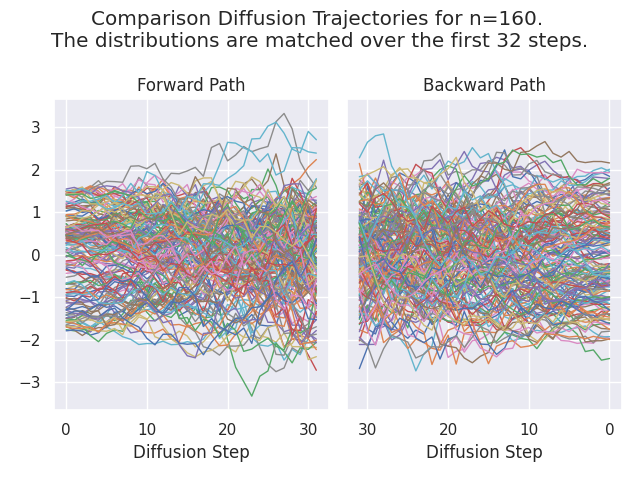 Comparison Diffusion Trajectories for n=160.
The distributions are matched over the first 32 steps.
Forward Path
Backward Path
3
2
1
0
−1
−2
−3
0 10 20 30
30 20 10 0
Diffusion Step
Diffusion Step